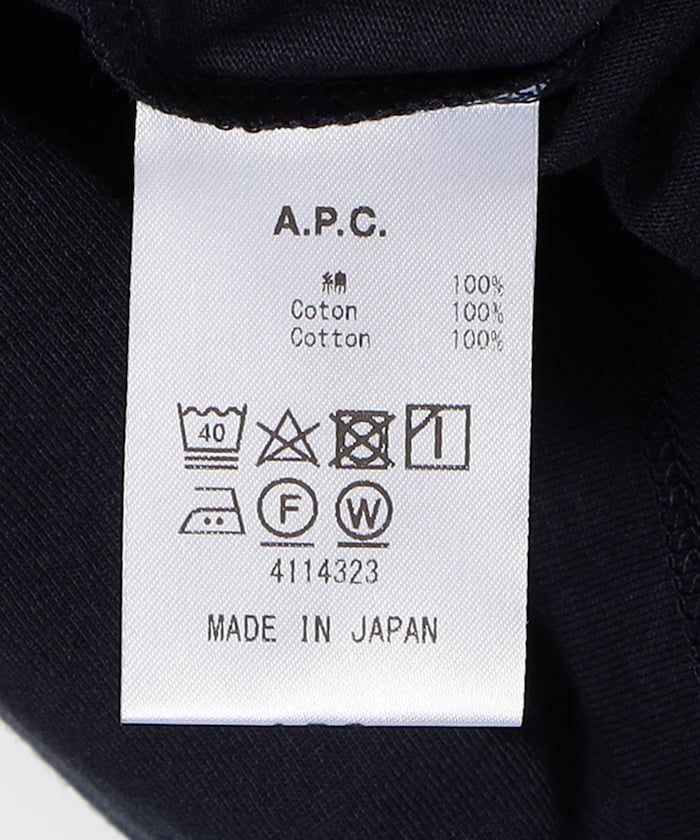 A.P.C.
綿 100%
Coton 100%
Cotton 100%
40
F W
4114323
MADE IN JAPAN